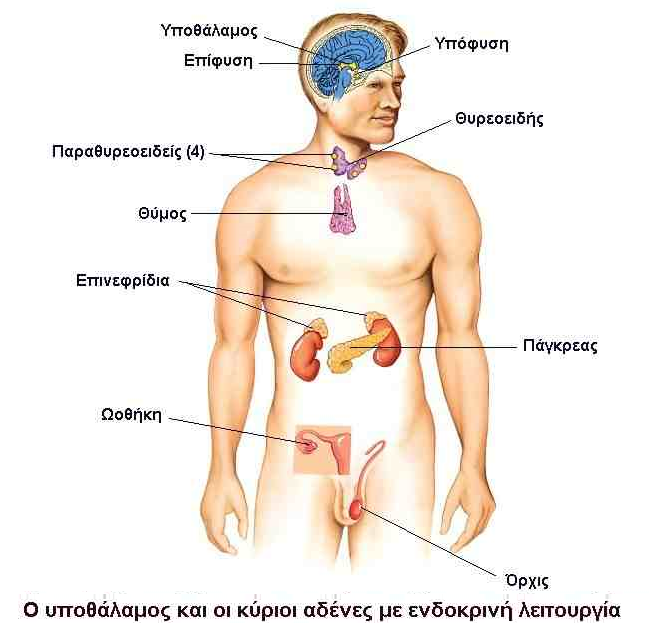 Υποθάλαμος
Υπόφυση
Επίφυση
Θυρεοειδής
Παραθυρεοειδείς (4)
Θύμος
Επινεφρίδια
Πάγκρεας
Ωοθήκη
Όρχις
Ο υποθάλαμος και οι κύριοι αδένες με ενδοκρινή λειτουργία